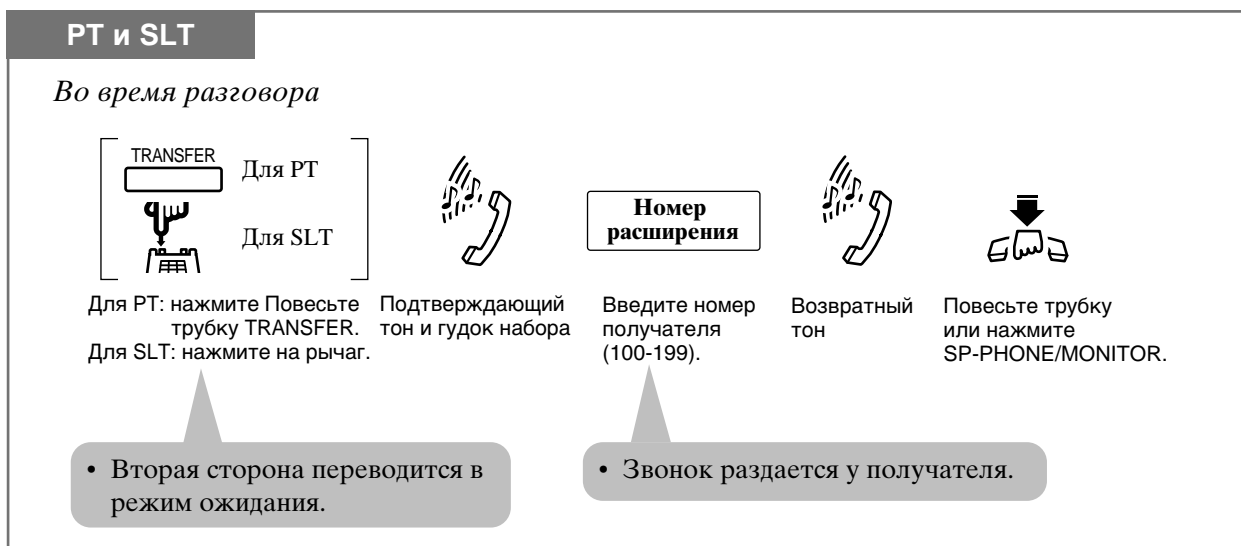 PT и SLT
Во время разговора
TRANSFER
Для PT
Для SLT
Номер
расширения
Для PT: нажмите Повесьте
трубку TRANSFER.
Для SLT: нажмите на рычаг.
Подтверждающий
тон и гудок набора
Введите номер
получателя
(100-199).
Возвратный
тон
Повесьте трубку
или нажмите
SP-PHONE/MONITOR.
• Вторая сторона переводится в
режим ожидания.
• Звонок раздается у получателя.